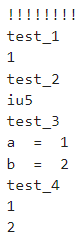 !!!!!!!!
test_1
1
test_2
iu5
test_3
a  =  1
b  =  2
test_4
1
2